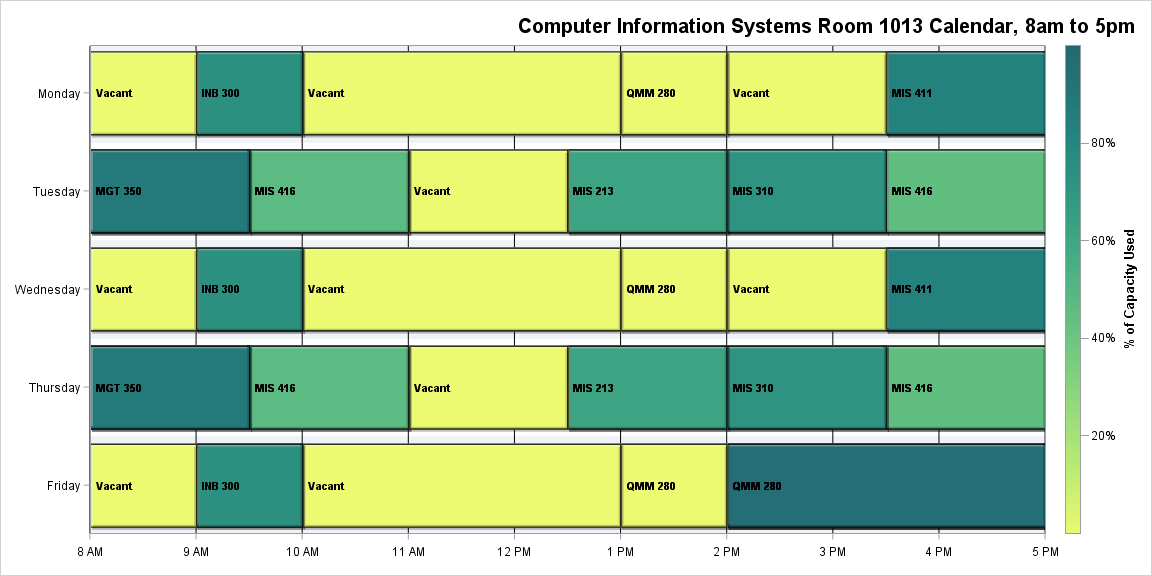 Computer Information Systems Room 1013 Calendar, 8am to 5pm
Monday
Vacant
INB 300
Vacant
QMM 280
Vacant
MIS 411
Tuesday
MGT 350
MIS 416
Vacant
MIS 213
MIS 310
MIS 416
Wednesday
Vacant
INB 300
Vacant
QMM 280
Vacant
MIS 411
Thursday
MGT 350
MIS 416
Vacant
MIS 213
MIS 310
MIS 416
Friday
Vacant
INB 300
Vacant
QMM 280
QMM 280
8 AM
9 AM
10 AM
11 AM
12 PM
1 PM
2 PM
3 PM
4 PM
5 PM
80%
60%
40%
20%
% of Capacity Used